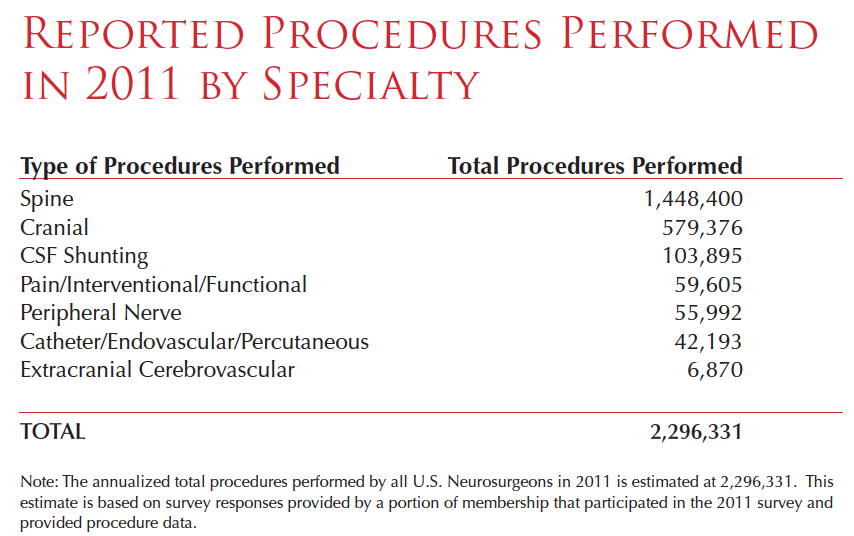 REPORTED PROCEDURES PERFORMED
IN 2011 BY SPECIALTY
Type of Procedures Performed Total Procedures Performed
Spine 1,448,400
Cranial 579,376
CSF Shunting 103,895
Pain/Interventional/Functional 59,605
Peripheral Nerve 55,992
Catheter/Endovascular/Percutaneous 42,193
Extracranial Cerebrovascular 6,870
TOTAL 2,296,331
Note: The annualized total procedures performed by all U.S. Neurosurgeons in 2011 is estimated at 2,296,331. This
estimate is based on survey responses provided by a portion of membership that participated in the 2011 survey and
provided procedure data.